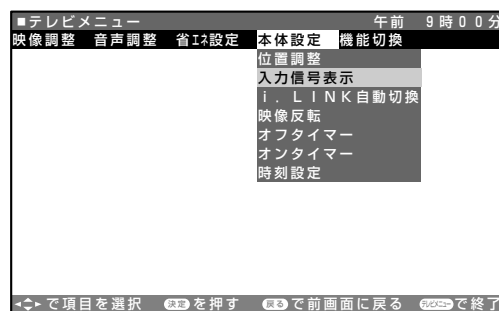 ■テレビメニュー 午前 9時00分
映像調整 音声調整 省エネ設定 本体設定 機能切換
位置調整
入力信号表示
i.LINK自動切換
映像反転
オフタイマー
オンタイマー
時刻設定
で項目を選択 決定を押す 戻るで前画面に戻る テレビメニューで終了